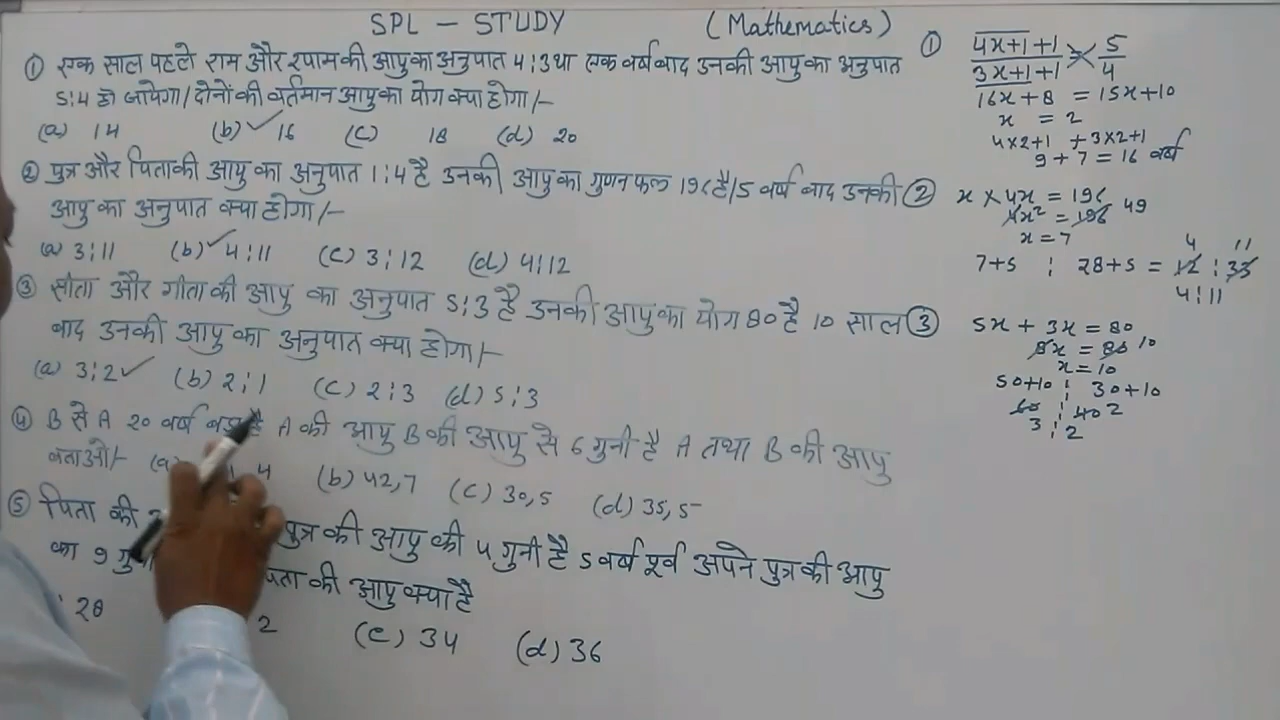 SPL - STUDY (Mathematics)
① एक साल पहले राम और श्याम की आयु का अनुपात 4:3 था एक वर्ष बाद उनकी आयु का अनुपात
5:4 हो जायेगा/ दोनों की वर्तमान आयु का योग क्या होगा/-
(a) 14 (b) ✓ 16 (c) 18 (d) 20
② पुत्र और पिता की आयु का अनुपात 1:4 है उनकी आयु का गुणनफल 196 है/ 5 वर्ष बाद उनकी
आयु का अनुपात क्या होगा/-
(a) 3:11 (b) ✓ 4:11 (c) 3:12 (d) 4:12
③ सीता और गीता की आयु का अनुपात 5:3 है उनकी आयु का योग 80 है 10 साल
बाद उनकी आयु का अनुपात क्या होगा/-
(a) 3:2 ✓ (b) 2:1 (c) 2:3 (d) 5:3
④ B से A 20 वर्ष बड़ा है A की आयु B की आयु से 6 गुनी है A तथा B की आयु
बताओ/- (a) 4 (b) 42,7 (c) 30,5 (d) 35,5
⑤ पिता की पुत्र की आयु की 4 गुनी है 5 वर्ष पूर्व अपने पुत्र की आयु
का 9 की आयु क्या है
28 2 (c) 34 (d) 36
① 4x+1+1 / 3x+1+1 = 5/4
16x+8 = 15x+10
x = 2
4×2+1 +3×2+1
9+7 = 16 वर्ष
② x × 4x = 196
4x² = 196 49
x = 7
4 11
7+5 : 28+5 = 12 : 33
4:11
③ 5x + 3x = 80
8x = 80 10
x = 10
50+10 : 30+10
60 : 40 2
3 : 2